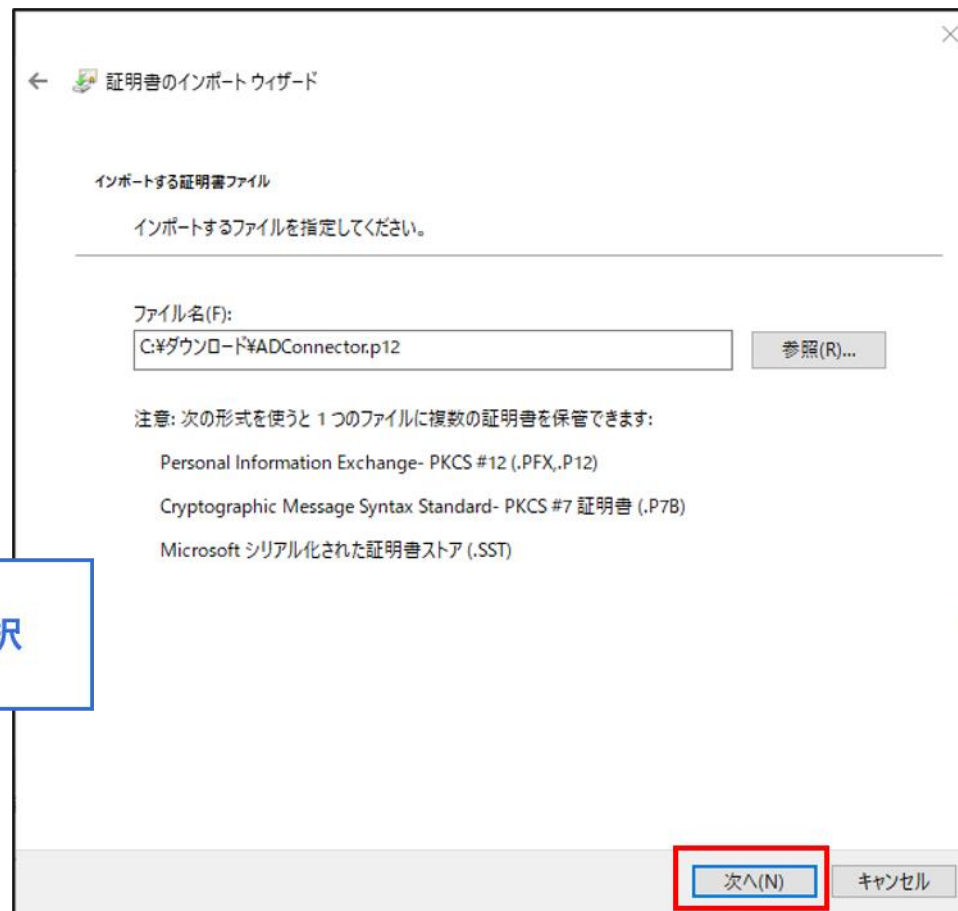 証明書のインポート ウィザード
インポートする証明書ファイル
インポートするファイルを指定してください。
ファイル名(F):
C:¥ダウンロード¥ADConnector.p12
参照(R)...
注意: 次の形式を使うと 1 つのファイルに複数の証明書を保管できます:
Personal Information Exchange- PKCS #12 (.PFX,.P12)
Cryptographic Message Syntax Standard- PKCS #7 証明書 (.P7B)
Microsoft シリアル化された証明書ストア (.SST)
択
次へ(N)
キャンセル